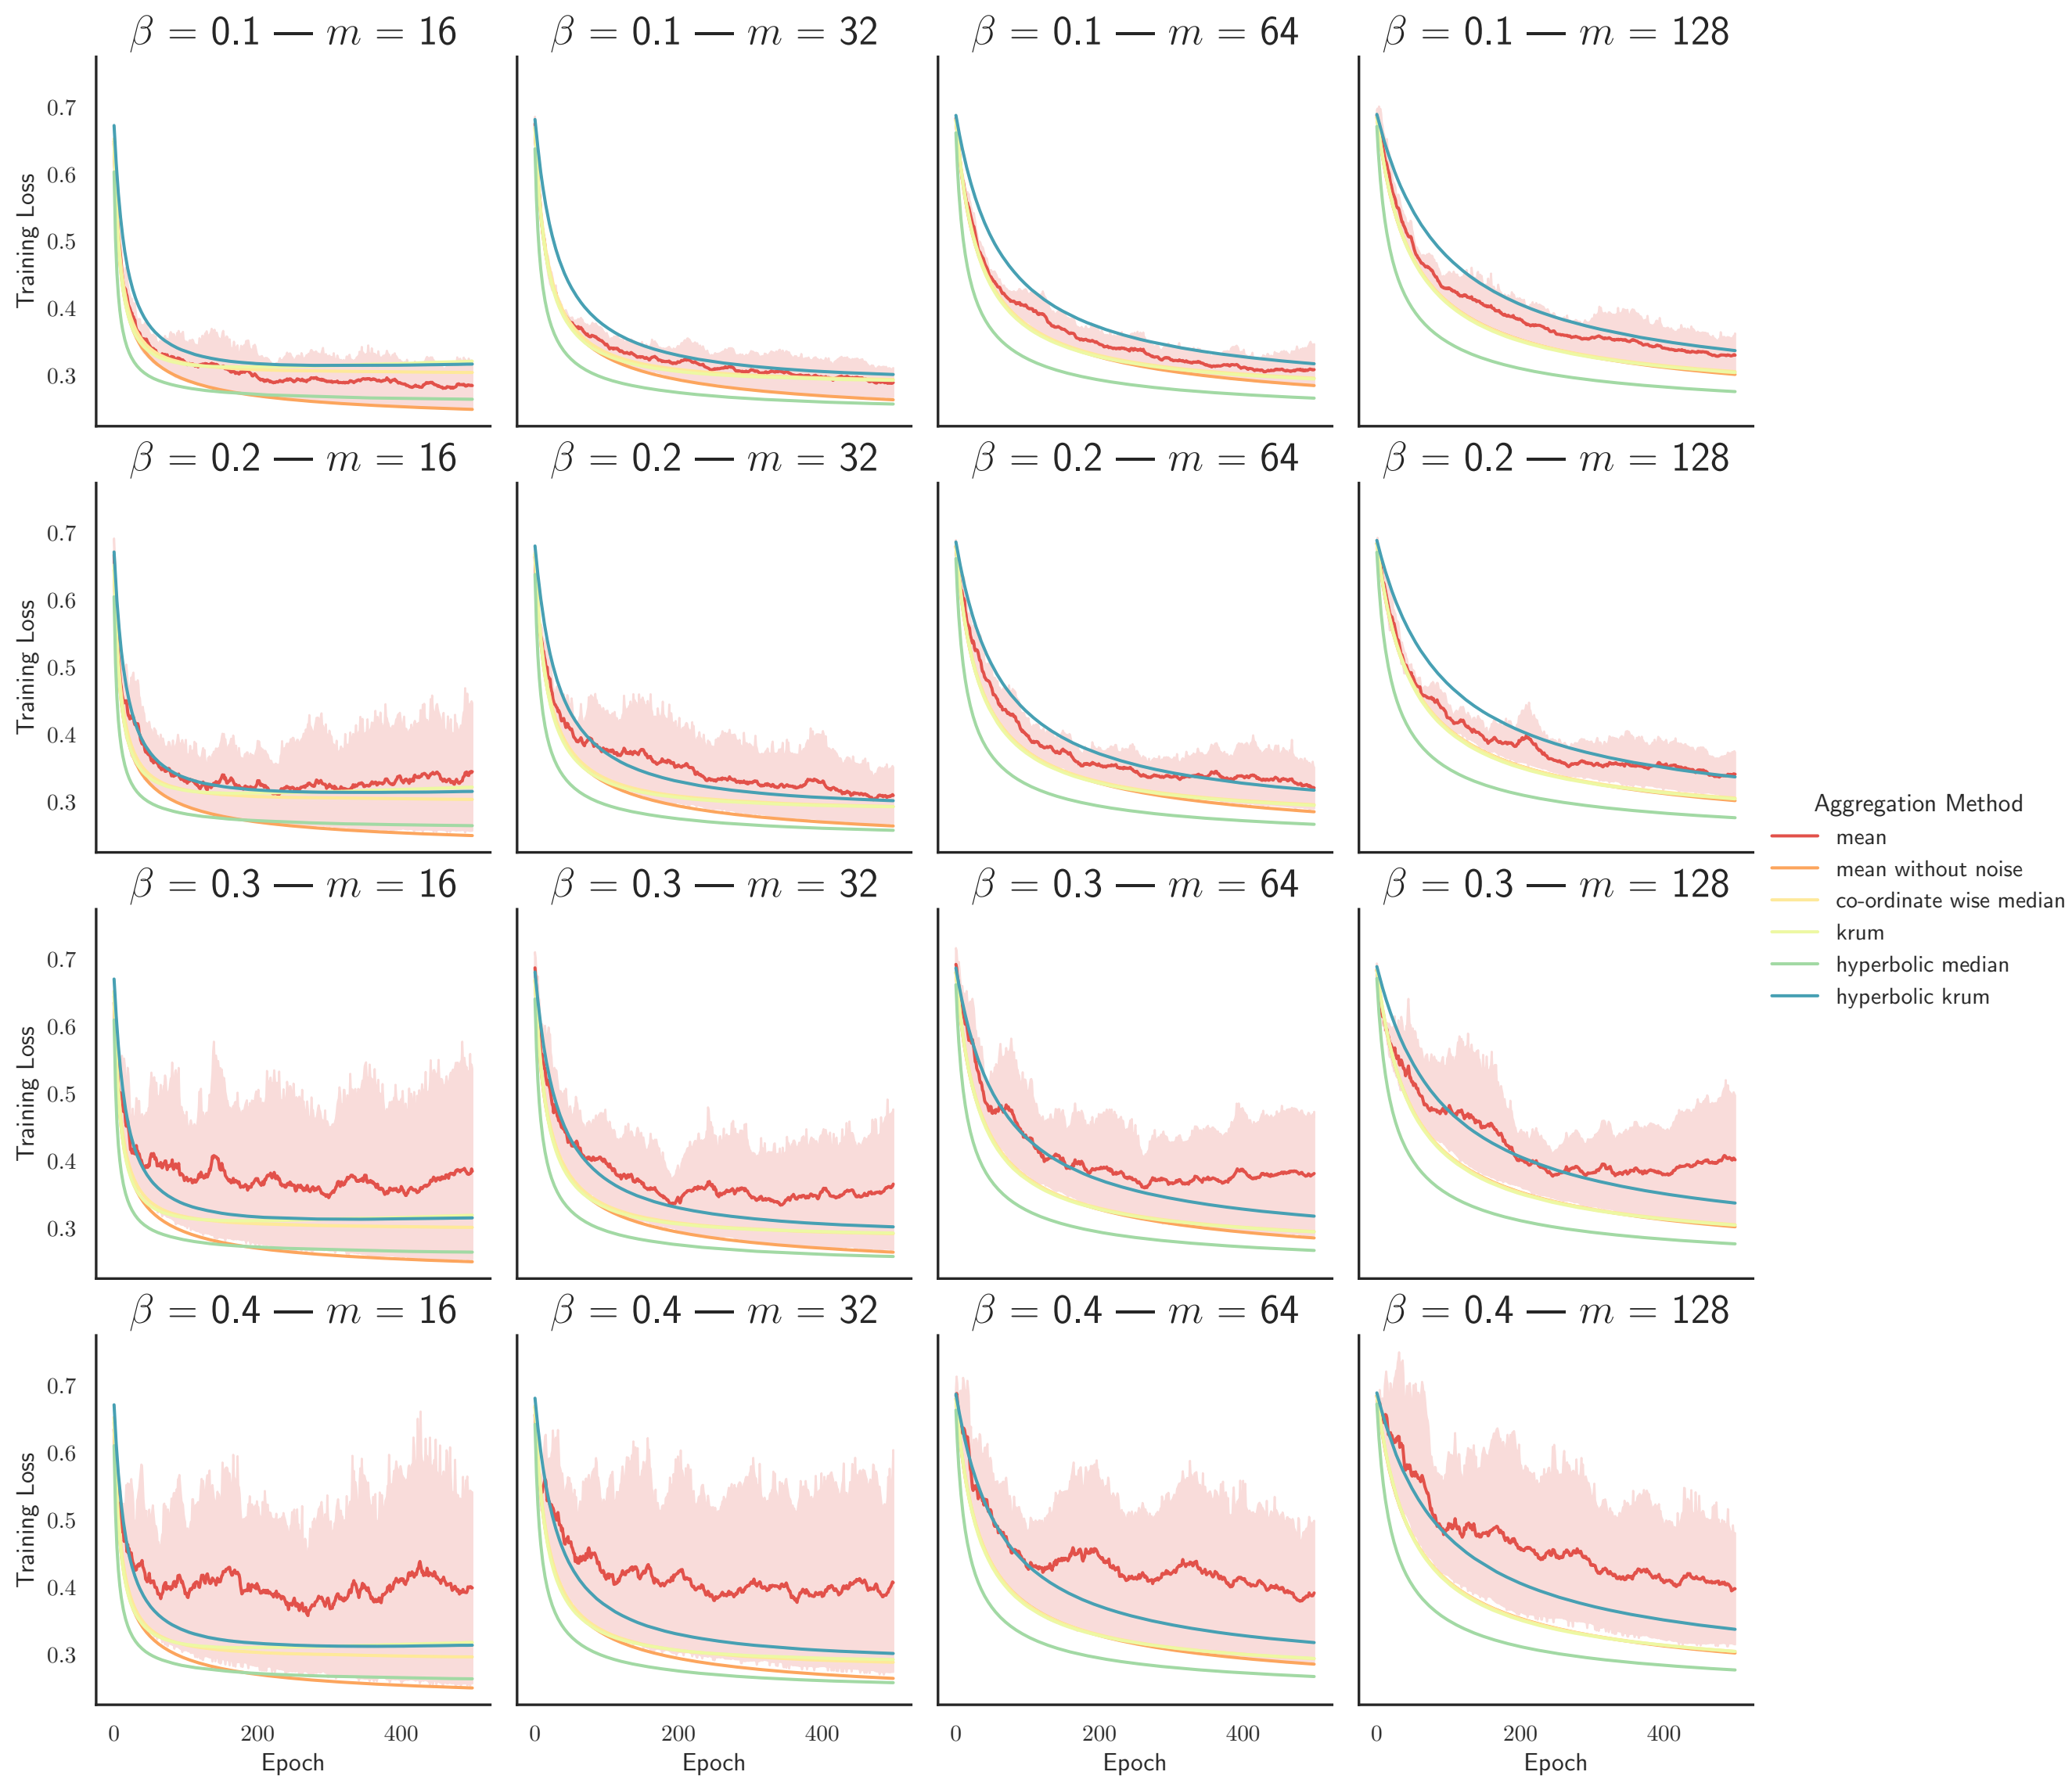 β = 0.1 — m = 16
β = 0.1 — m = 32
β = 0.1 — m = 64
β = 0.1 — m = 128
0.7
0.6
0.5
0.4
0.3
Training Loss
β = 0.2 — m = 16
β = 0.2 — m = 32
β = 0.2 — m = 64
β = 0.2 — m = 128
0.7
0.6
0.5
0.4
0.3
Training Loss
β = 0.3 — m = 16
β = 0.3 — m = 32
β = 0.3 — m = 64
β = 0.3 — m = 128
0.7
0.6
0.5
0.4
0.3
Training Loss
β = 0.4 — m = 16
β = 0.4 — m = 32
β = 0.4 — m = 64
β = 0.4 — m = 128
0.7
0.6
0.5
0.4
0.3
Training Loss
0 200 400
Epoch
0 200 400
Epoch
0 200 400
Epoch
0 200 400
Epoch
Aggregation Method
mean
mean without noise
co-ordinate wise median
krum
hyperbolic median
hyperbolic krum